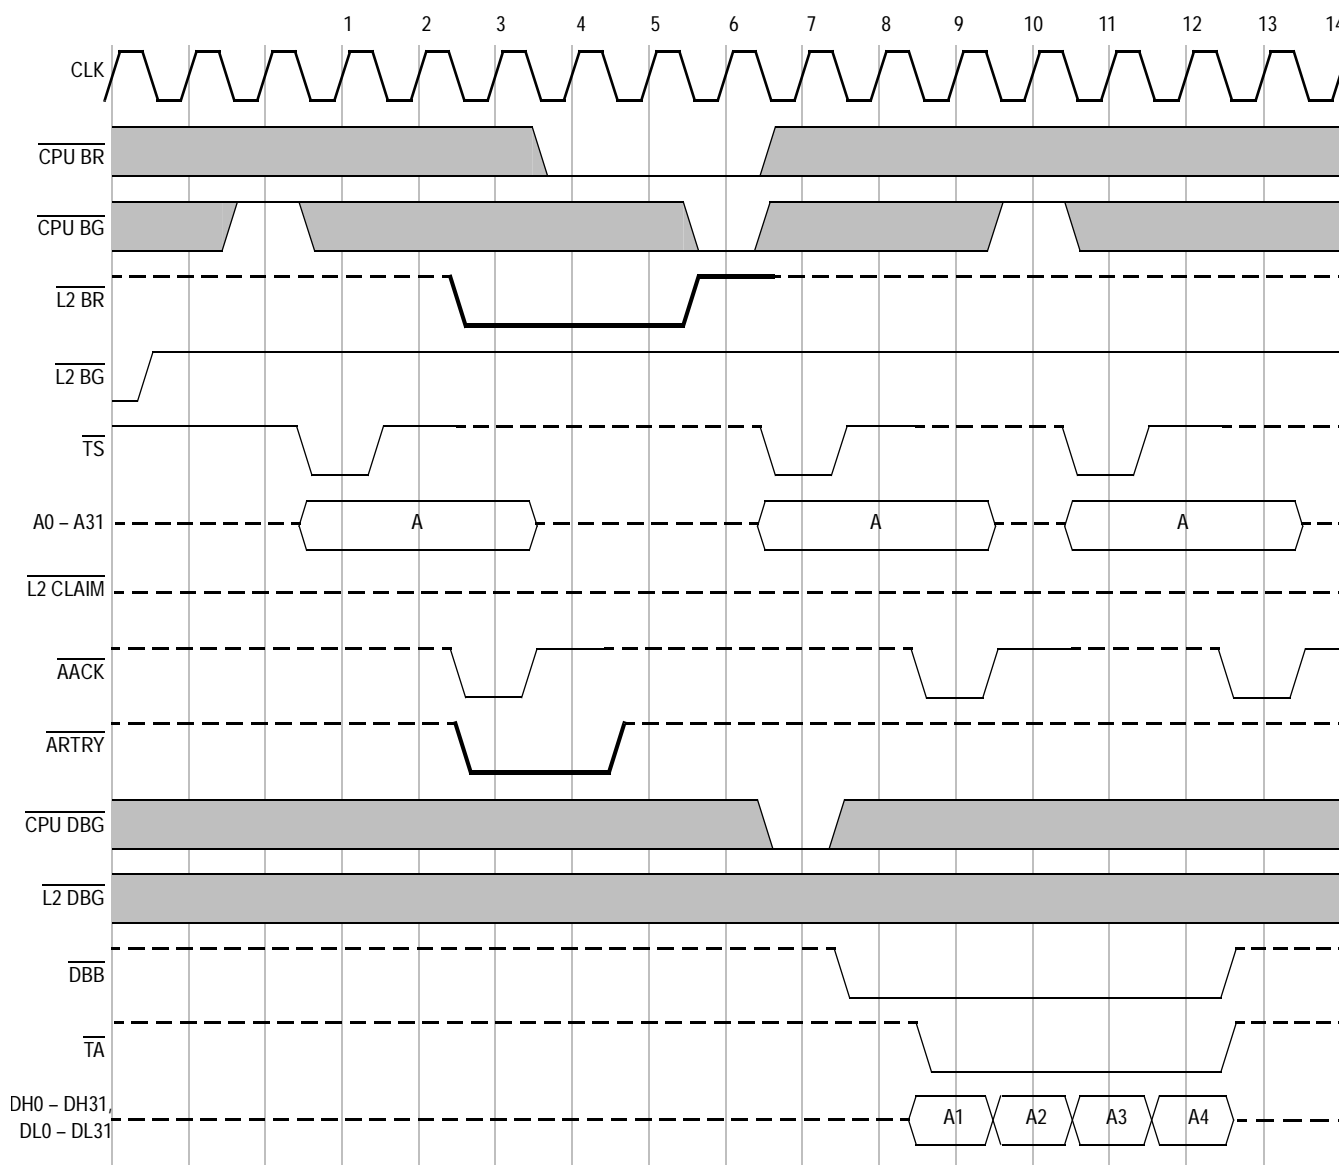 1 2 3 4 5 6 7 8 9 10 11 12 13 14
CLK
CPU BR
CPU BG
L2 BR
L2 BG
TS
A0 – A31 A A A
L2 CLAIM
AACK
ARTRY
CPU DBG
L2 DBG
DBB
TA
DH0 – DH31,
DL0 – DL31 A1 A2 A3 A4